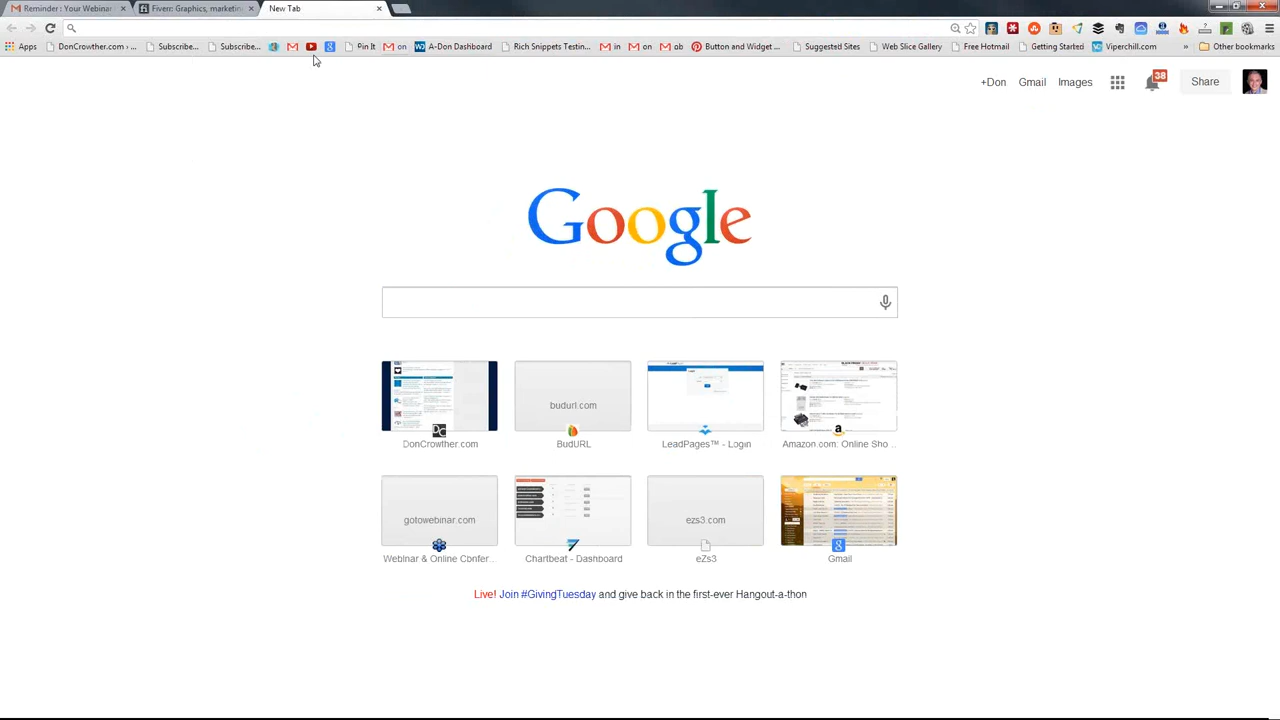 Reminder : Your Webinar
Fiverr: Graphics, marketin
New Tab
Apps
DonCrowther.com ›
Subscribe...
Subscribe...
Pin It
on
A-Don Dashboard
Rich Snippets Testin...
in
on
ab
Button and Widget ...
Suggested Sites
Web Slice Gallery
Free Hotmail
Getting Started
Viperchill.com
»
Other bookmarks
+Don
Gmail
Images
38
Share
Google
budurl.com
DonCrowther.com
BudURL
LeadPages™ - Login
Amazon.com: Online Sho ...
gotowebinar.com
ezs3.com
Webinar & Online Confer...
Chartbeat - Dashboard
eZs3
Gmail
Live! Join #GivingTuesday and give back in the first-ever Hangout-a-thon